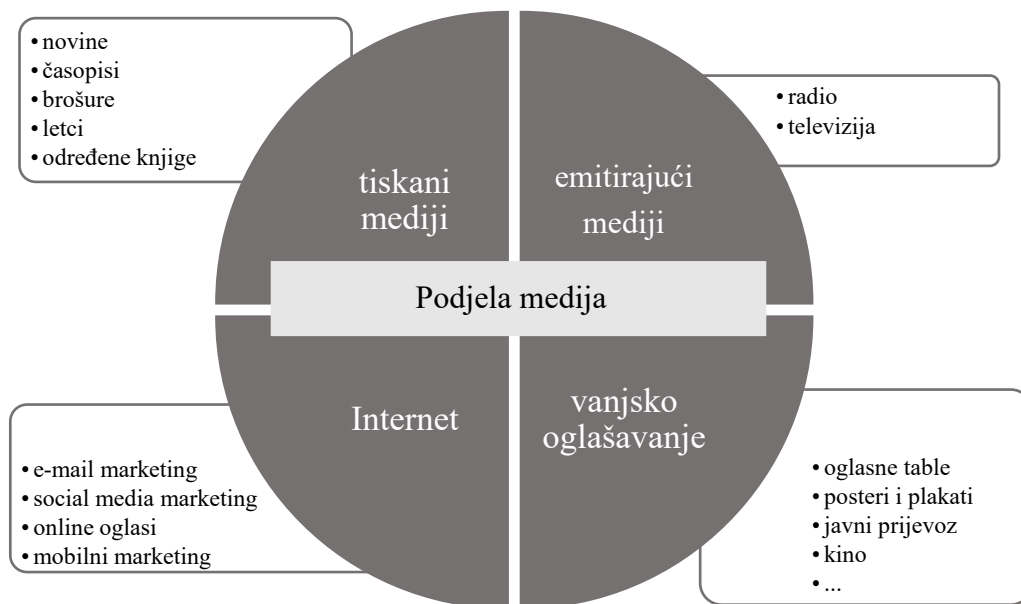 • novine
• časopisi
• brošure
• letci
• određene knjige
tiskani
mediji
emitirajući
mediji
• radio
• televizija
Podjela medija
Internet
• e-mail marketing
• social media marketing
• online oglasi
• mobilni marketing
vanjsko
oglašavanje
• oglasne table
• posteri i plakati
• javni prijevoz
• kino
• ...